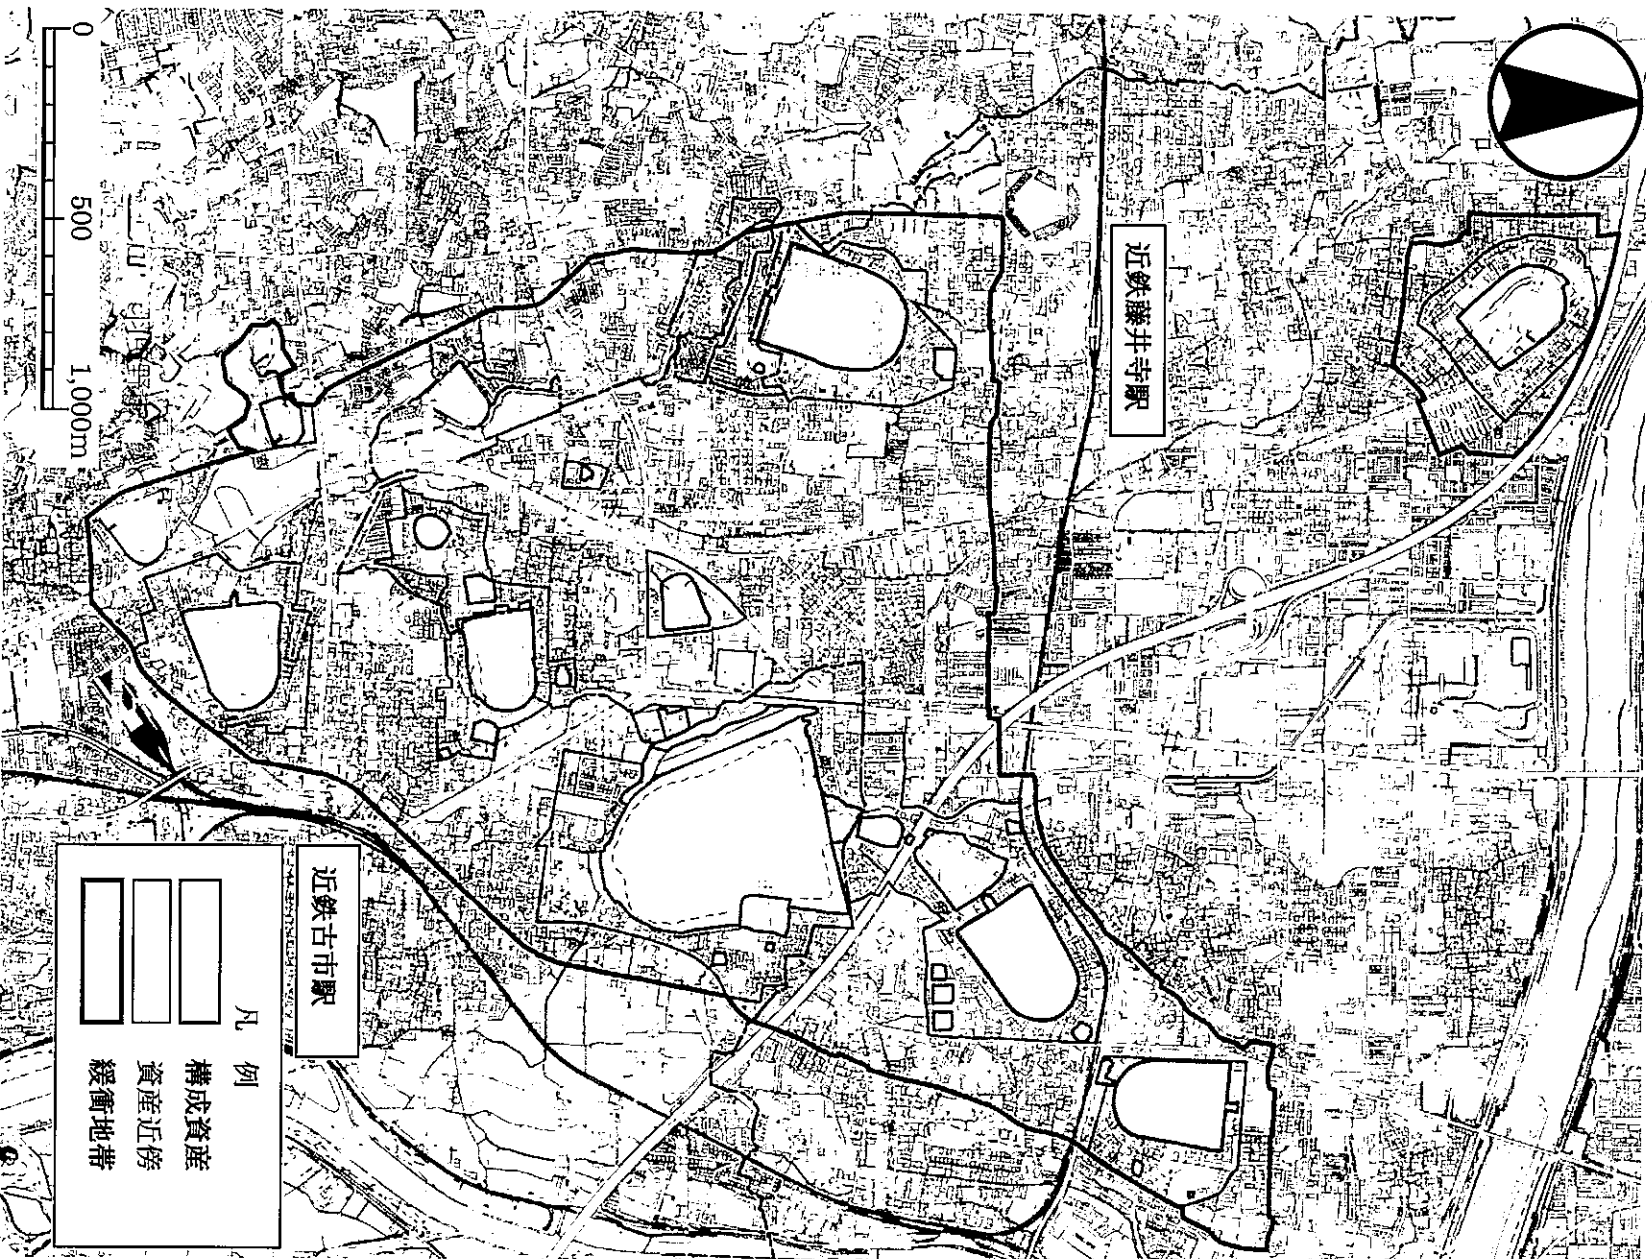 近鉄藤井寺駅
近鉄古市駅
凡 例
構成資産
資産近傍
緩衝地帯
0 500 1,000m